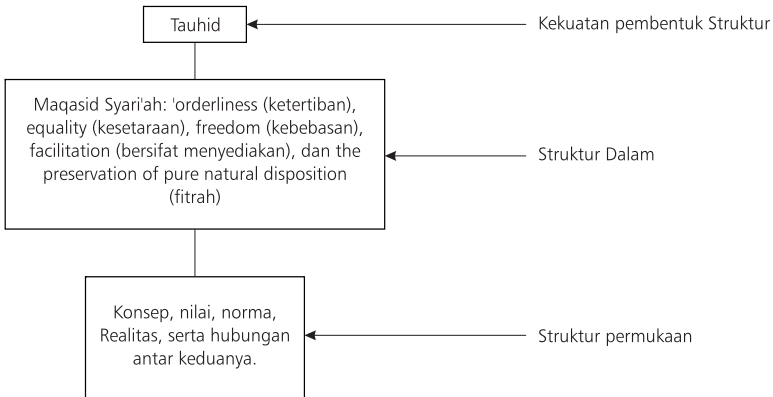 Tauhid
Kekuatan pembentuk Struktur
Maqasid Syari'ah: 'orderliness (ketertiban),
equality (kesetaraan), freedom (kebebasan),
facilitation (bersifat menyediakan), dan the
preservation of pure natural disposition
(fitrah)
Struktur Dalam
Konsep, nilai, norma,
Realitas, serta hubungan
antar keduanya.
Struktur permukaan